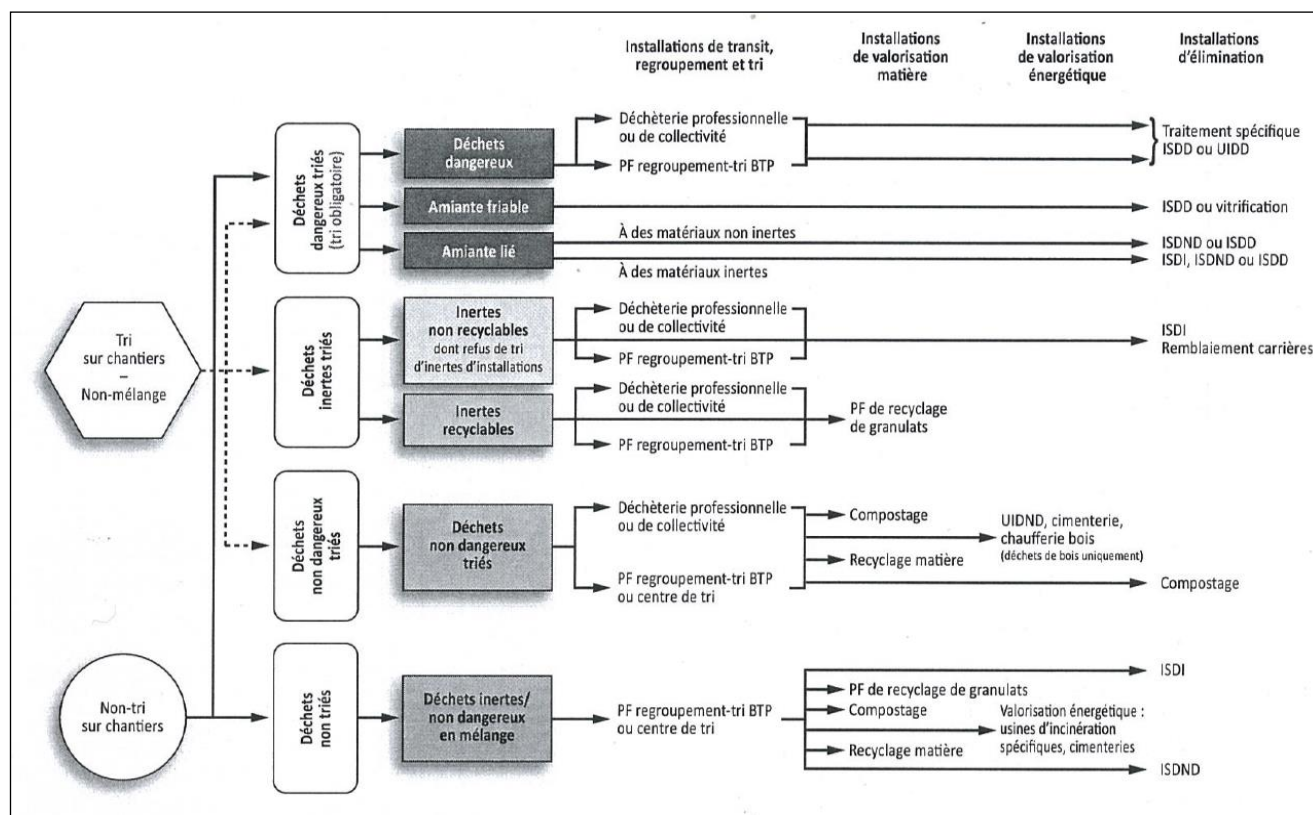 Installations de transit,
regroupement et tri
Installations
de valorisation
matière
Installations
de valorisation
énergétique
Installations
d'élimination
Tri
sur chantiers
–
Non-mélange
Non-tri
sur chantiers
Déchets
dangereux triés
(tri obligatoire)
Déchets
dangereux
Déchèterie professionnelle
ou de collectivité
PF regroupement-tri BTP
Traitement spécifique
ISDD ou UIDD
Amiante friable
ISDD ou vitrification
Amiante lié
À des matériaux non inertes
ISDND ou ISDD
À des matériaux inertes
ISDI, ISDND ou ISDD
Déchets
inertes triés
Inertes
non recyclables
dont refus de tri
d'inertes d'installations
Déchèterie professionnelle
ou de collectivité
PF regroupement-tri BTP
ISDI
Remblaiement carrières
Inertes
recyclables
Déchèterie professionnelle
ou de collectivité
PF regroupement-tri BTP
PF de recyclage
de granulats
Déchets
non dangereux
triés
Déchets
non dangereux
triés
Déchèterie professionnelle
ou de collectivité
PF regroupement-tri BTP
ou centre de tri
Compostage
Recyclage matière
UIDND, cimenterie,
chaufferie bois
(déchets de bois uniquement)
Compostage
Déchets
non triés
Déchets inertes/
non dangereux
en mélange
PF regroupement-tri BTP
ou centre de tri
ISDI
PF de recyclage de granulats
Compostage
Recyclage matière
Valorisation énergétique :
usines d'incinération
spécifiques, cimenteries
ISDND